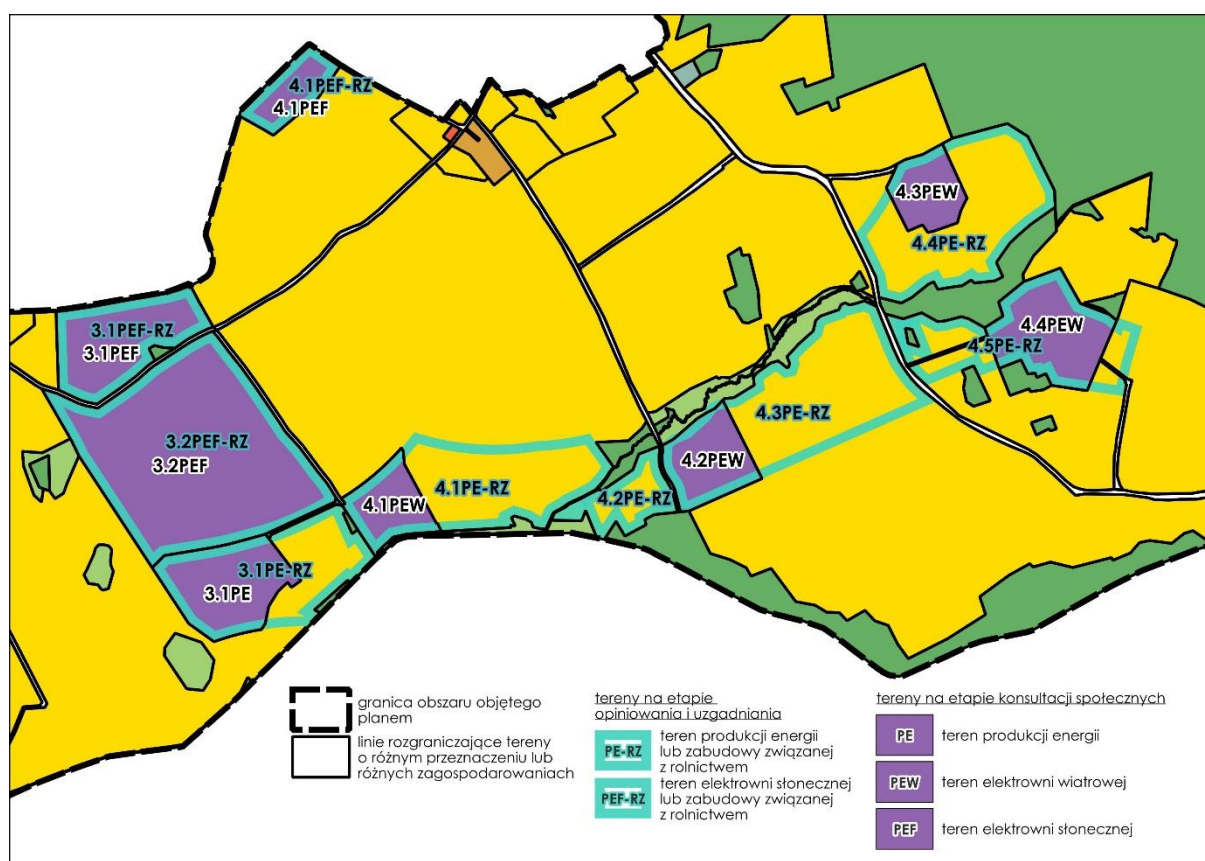 4.1PEF-RZ
4.1PEF
4.3PEW
4.4PE-RZ
3.1PEF-RZ
3.1PEF
4.4PEW
4.5PE-RZ
4.3PE-RZ
3.2PEF-RZ
3.2PEF
4.2PEW
4.1PEW
4.1PE-RZ
4.2PE-RZ
3.1PE-RZ
3.1PE
granica obszaru objętego
planem
linie rozgraniczające tereny
o różnym przeznaczeniu lub
różnych zagospodarowaniach
tereny na etapie
opiniowania i uzgadniania
PE-RZ
teren produkcji energii
lub zabudowy związanej
z rolnictwem
PEF-RZ
teren elektrowni słonecznej
lub zabudowy związanej
z rolnictwem
tereny na etapie konsultacji społecznych
PE teren produkcji energii
PEW teren elektrowni wiatrowej
PEF teren elektrowni słonecznej